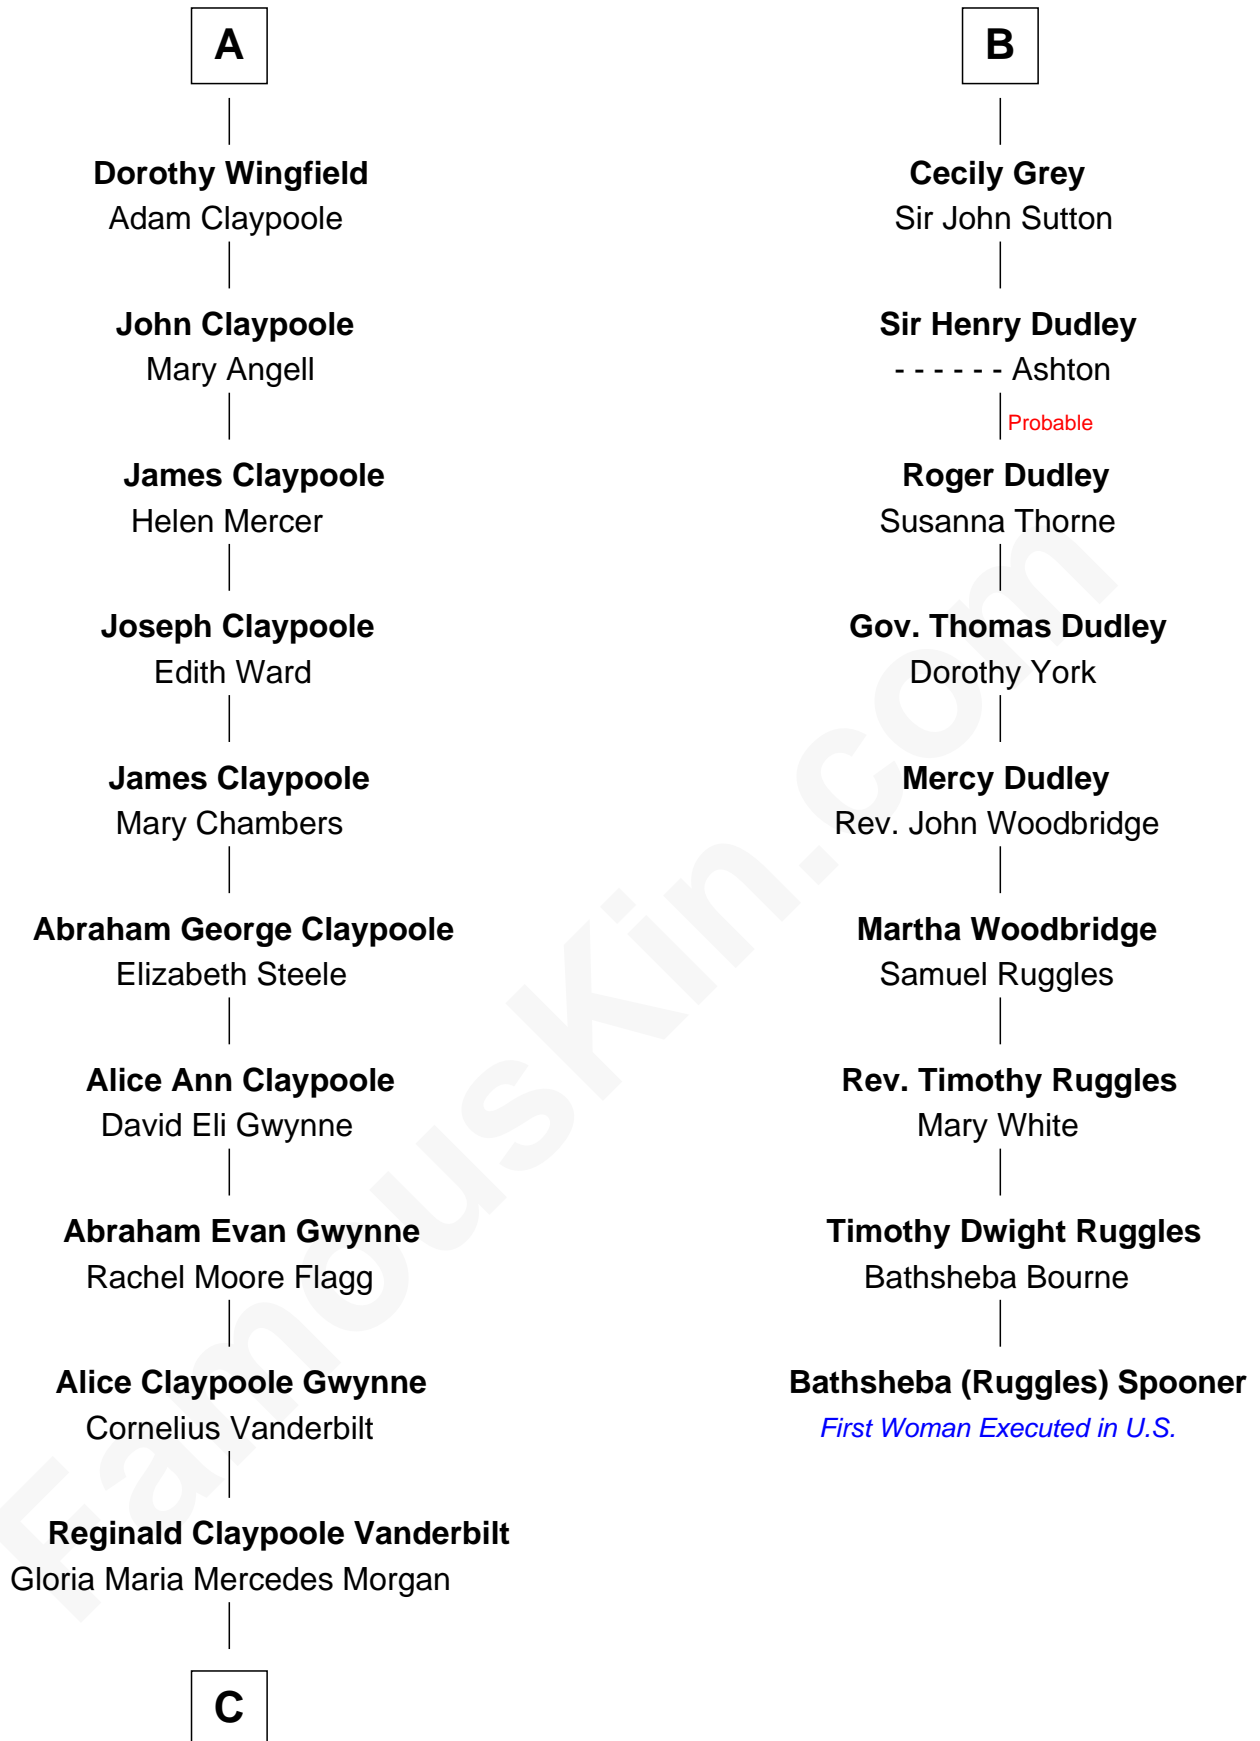 A
Dorothy Wingfield
Adam Claypoole
John Claypoole
Mary Angell
James Claypoole
Helen Mercer
Joseph Claypoole
Edith Ward
James Claypoole
Mary Chambers
Abraham George Claypoole
Elizabeth Steele
Alice Ann Claypoole
David Eli Gwynne
Abraham Evan Gwynne
Rachel Moore Flagg
Alice Claypoole Gwynne
Cornelius Vanderbilt
Reginald Claypoole Vanderbilt
Gloria Maria Mercedes Morgan
C
B
Cecily Grey
Sir John Sutton
Sir Henry Dudley
- - - - - - Ashton
Probable
Roger Dudley
Susanna Thorne
Gov. Thomas Dudley
Dorothy York
Mercy Dudley
Rev. John Woodbridge
Martha Woodbridge
Samuel Ruggles
Rev. Timothy Ruggles
Mary White
Timothy Dwight Ruggles
Bathsheba Bourne
Bathsheba (Ruggles) Spooner
First Woman Executed in U.S.
FamousKin.com